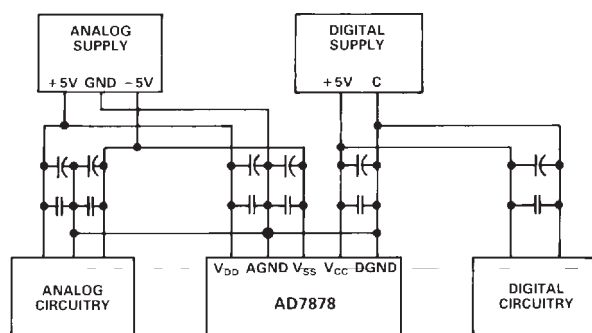 ANALOG
SUPPLY
+5V GND −5V
DIGITAL
SUPPLY
+5V C
ANALOG
CIRCUITRY
VDD AGND VSS VCC DGND
AD7878
DIGITAL
CIRCUITRY